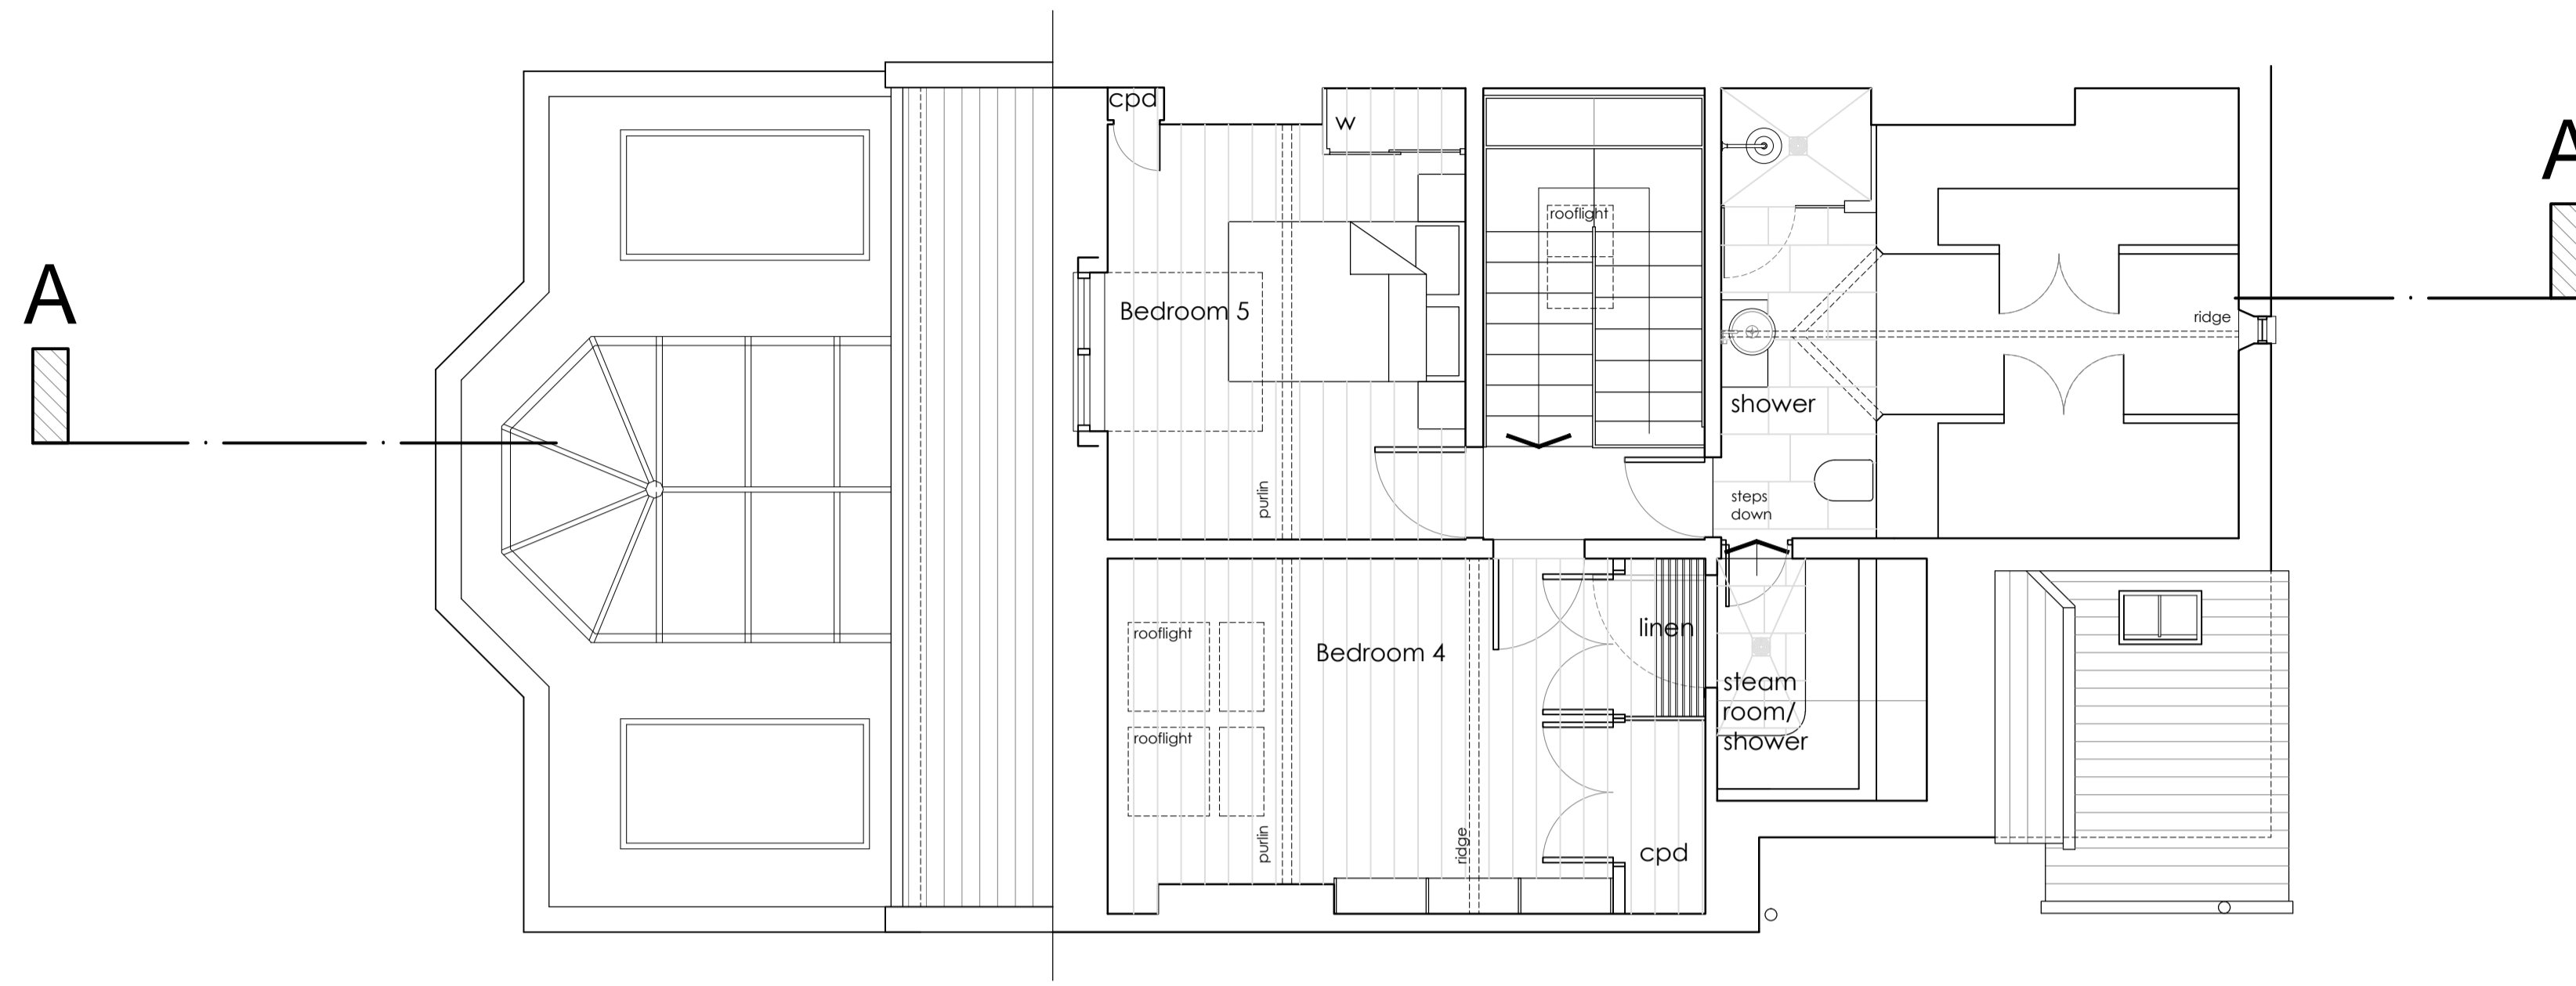 A
A
cpd
w
rooflight
Bedroom 5
ridge
shower
purlin
steps
down
rooflight
Bedroom 4
linen
steam
room/
shower
rooflight
purlin
ridge
cpd